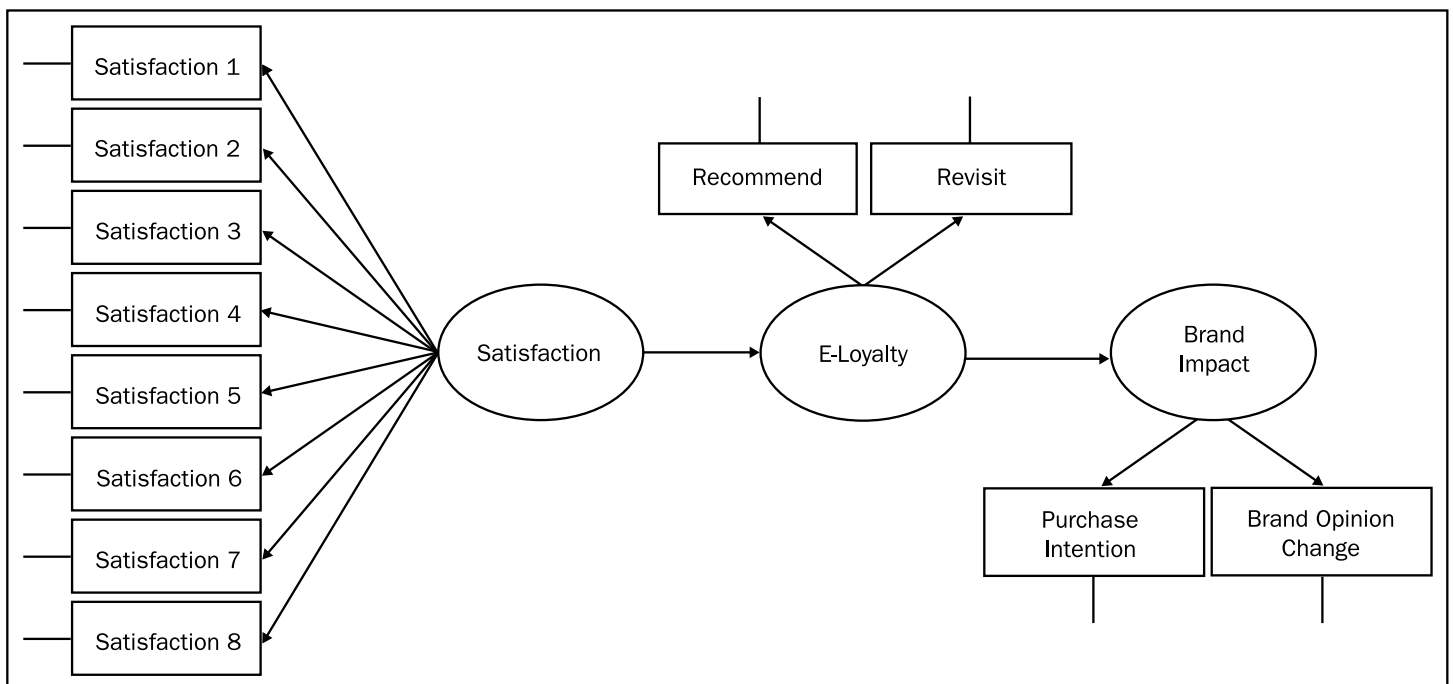 Satisfaction 1
Satisfaction 2
Satisfaction 3
Satisfaction 4
Satisfaction 5
Satisfaction 6
Satisfaction 7
Satisfaction 8
Satisfaction
Recommend
Revisit
E-Loyalty
Brand
Impact
Purchase
Intention
Brand Opinion
Change